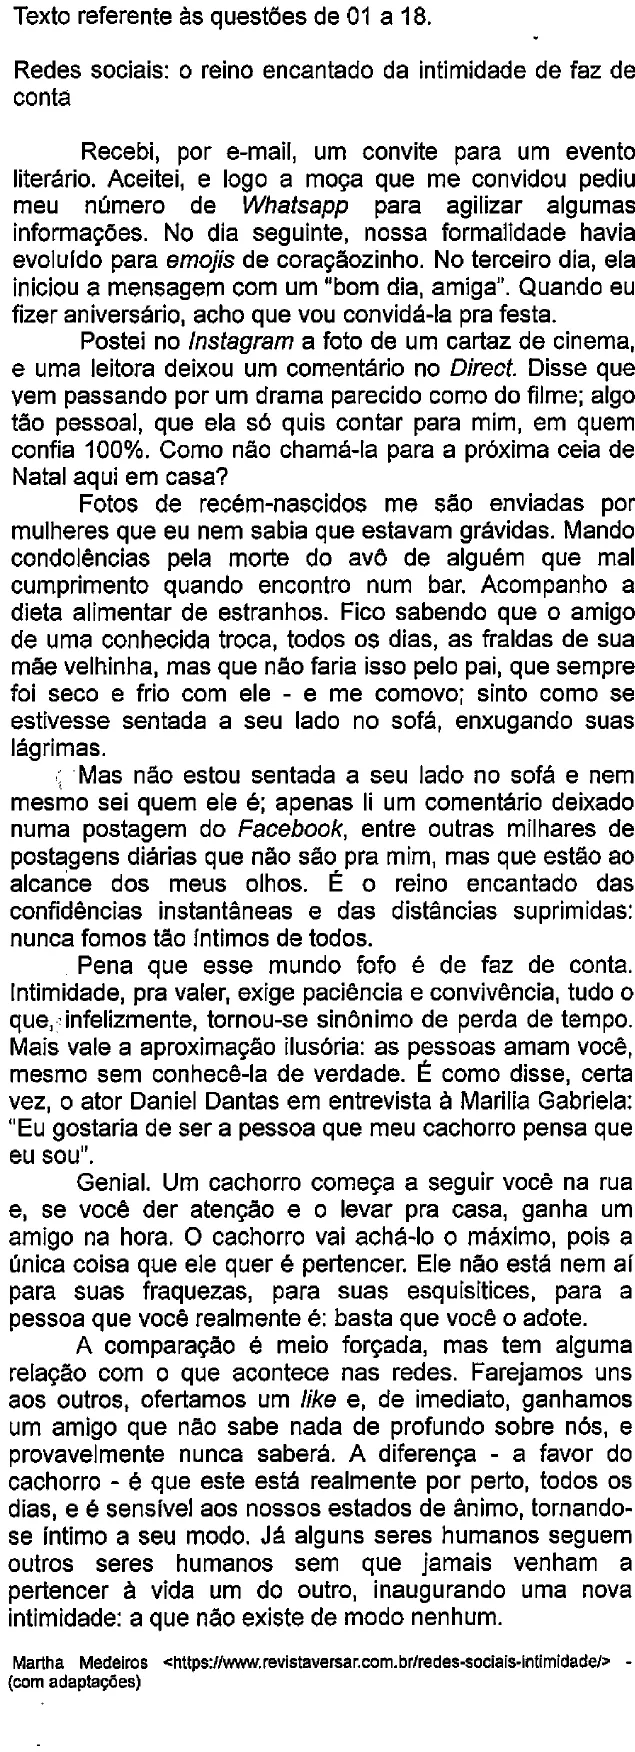 Texto referente às questões de 01 a 18.
Redes sociais: o reino encantado da intimidade de faz de
conta
Recebi, por e-mail, um convite para um evento
literário. Aceitei, e logo a moça que me convidou pediu
meu número de Whatsapp para agilizar algumas
informações. No dia seguinte, nossa formalidade havia
evoluído para emojis de coraçãozinho. No terceiro dia, ela
iniciou a mensagem com um "bom dia, amiga". Quando eu
fizer aniversário, acho que vou convidá-la pra festa.
Postei no Instagram a foto de um cartaz de cinema,
e uma leitora deixou um comentário no Direct. Disse que
vem passando por um drama parecido como do filme; algo
tão pessoal, que ela só quis contar para mim, em quem
confia 100%. Como não chamá-la para a próxima ceia de
Natal aqui em casa?
Fotos de recém-nascidos me são enviadas por
mulheres que eu nem sabia que estavam grávidas. Mando
condolências pela morte do avô de alguém que mal
cumprimento quando encontro num bar. Acompanho a
dieta alimentar de estranhos. Fico sabendo que o amigo
de uma conhecida troca, todos os dias, as fraldas de sua
mãe velhinha, mas que não faria isso pelo pai, que sempre
foi seco e frio com ele - e me comovo; sinto como se
estivesse sentada a seu lado no sofá, enxugando suas
lágrimas.
Mas não estou sentada a seu lado no sofá e nem
mesmo sei quem ele é; apenas li um comentário deixado
numa postagem do Facebook, entre outras milhares de
postagens diárias que não são pra mim, mas que estão ao
alcance dos meus olhos. É o reino encantado das
confidências instantâneas e das distâncias suprimidas:
nunca fomos tão íntimos de todos.
Pena que esse mundo fofo é de faz de conta.
Intimidade, pra valer, exige paciência e convivência, tudo o
que, infelizmente, tornou-se sinônimo de perda de tempo.
Mais vale a aproximação ilusória: as pessoas amam você,
mesmo sem conhecê-la de verdade. É como disse, certa
vez, o ator Daniel Dantas em entrevista à Marilia Gabriela:
"Eu gostaria de ser a pessoa que meu cachorro pensa que
eu sou".
Genial. Um cachorro começa a seguir você na rua
e, se você der atenção e o levar pra casa, ganha um
amigo na hora. O cachorro vai achá-lo o máximo, pois a
única coisa que ele quer é pertencer. Ele não está nem aí
para suas fraquezas, para suas esquisitices, para a
pessoa que você realmente é: basta que você o adote.
A comparação é meio forçada, mas tem alguma
relação com o que acontece nas redes. Farejamos uns
aos outros, ofertamos um like e, de imediato, ganhamos
um amigo que não sabe nada de profundo sobre nós, e
provavelmente nunca saberá. A diferença - a favor do
cachorro - é que este está realmente por perto, todos os
dias, e é sensível aos nossos estados de ânimo, tornando-
se íntimo a seu modo. Já alguns seres humanos seguem
outros seres humanos sem que jamais venham a
pertencer à vida um do outro, inaugurando uma nova
intimidade: a que não existe de modo nenhum.
Martha Medeiros <https://www.revistaversar.com.br/redes-sociais-intimidade/> -
(com adaptações)